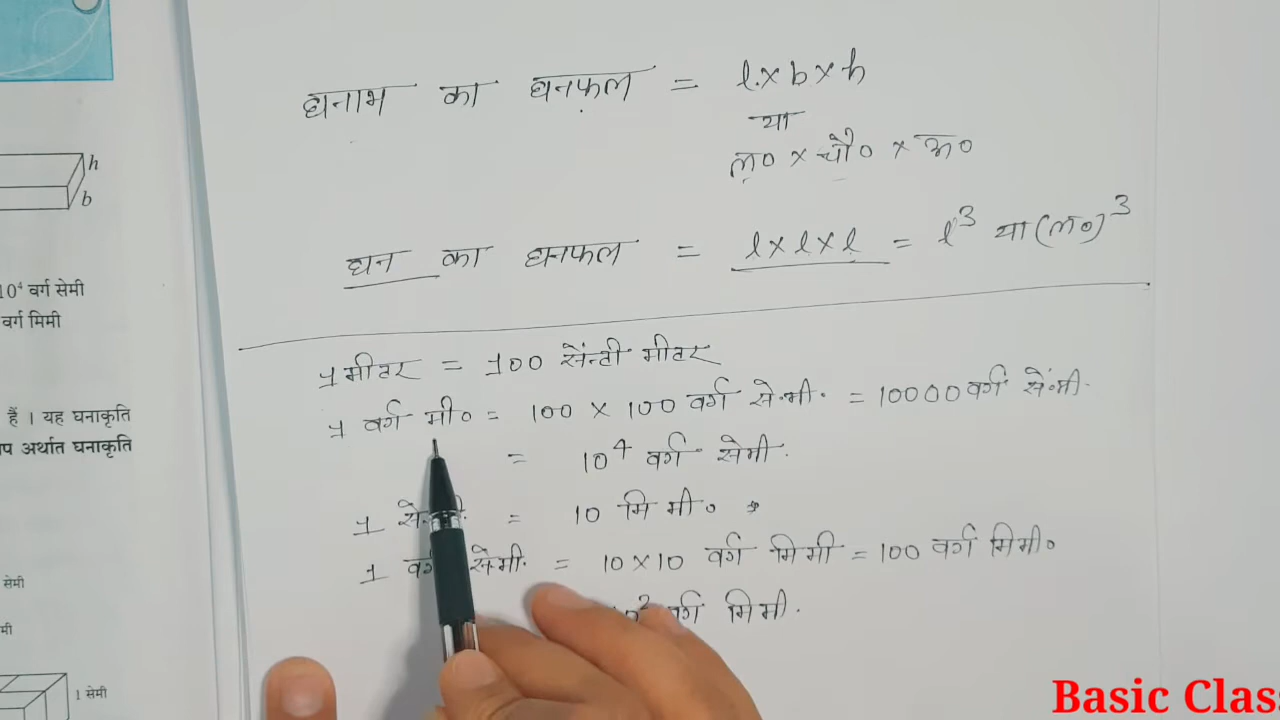 घनाभ का घनफल = l × b × h
या
ल० × चौ० × ऊ०
घन का घनफल = l × l × l = l³ या (ल०)³
1 मीटर = 100 सेंन्टी मीटर
1 वर्ग मी० = 100 × 100 वर्ग से.मी. = 10000 वर्ग सें.मी.
= 10⁴ वर्ग सेमी.
1 से. = 10 मि मी०
1 वर्ग सेमी. = 10×10 वर्ग मिमी = 100 वर्ग मिमी०
10² वर्ग मिमी.
h
b
10⁴ वर्ग सेमी
वर्ग मिमी
हैं । यह घनाकृति
अर्थात घनाकृति
सेमी
1 सेमी
Basic Clas